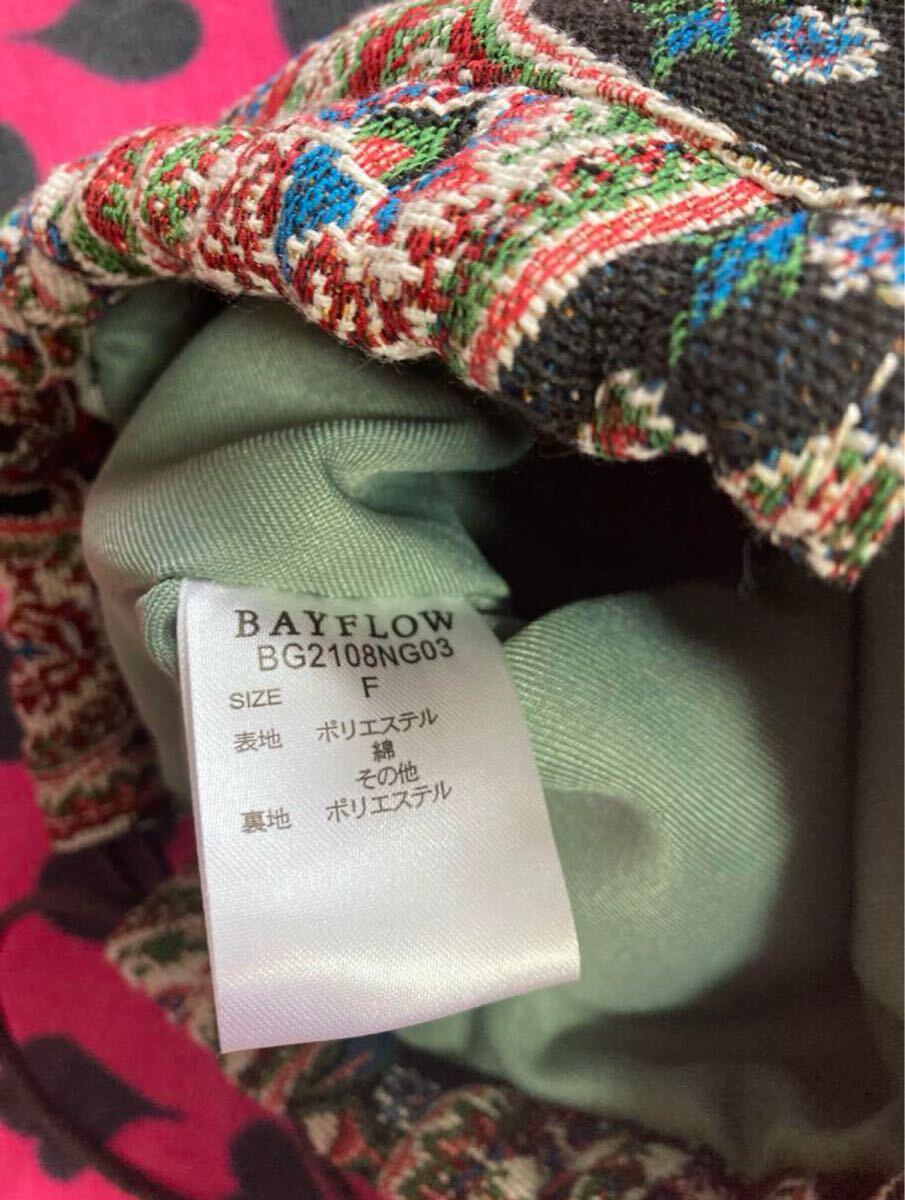 BAYFLOW
BG2108NG03
SIZE F
表地 ポリエステル
綿
その他
裏地 ポリエステル